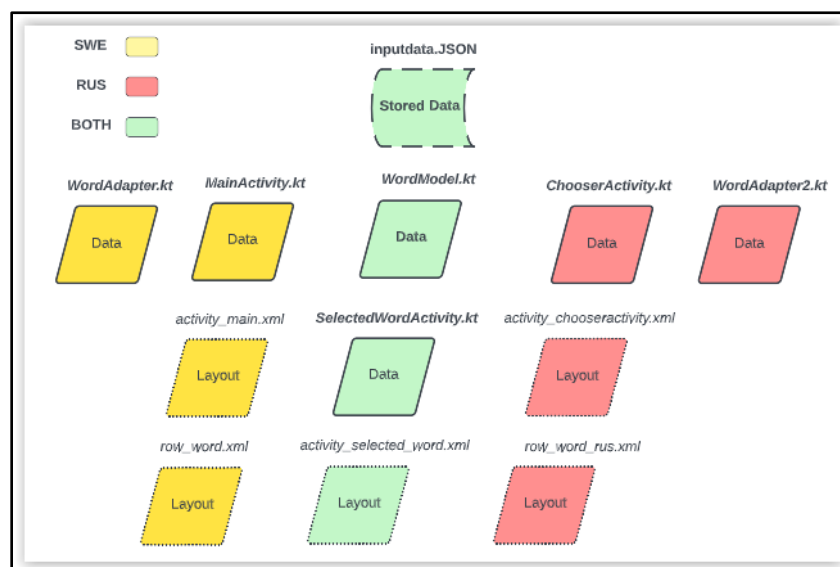 SWE
RUS
BOTH
inputdata.JSON
Stored Data
WordAdapter.kt
MainActivity.kt
WordModel.kt
ChooserActivity.kt
WordAdapter2.kt
Data
Data
Data
Data
Data
activity_main.xml
SelectedWordActivity.kt
activity_chooseractivity.xml
Layout
Data
Layout
row_word.xml
activity_selected_word.xml
row_word_rus.xml
Layout
Layout
Layout